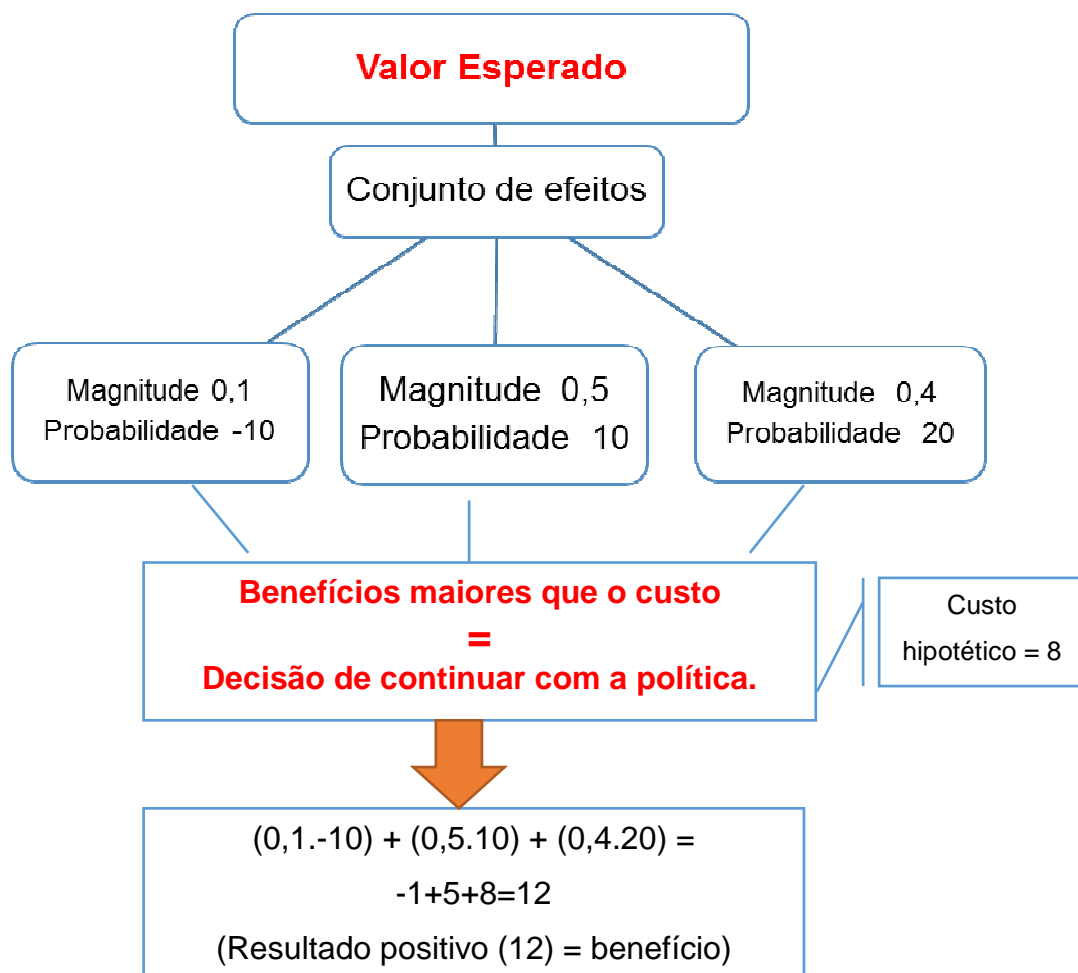 Valor Esperado
Conjunto de efeitos
Magnitude 0,1
Probabilidade -10
Magnitude 0,5
Probabilidade 10
Magnitude 0,4
Probabilidade 20
Benefícios maiores que o custo
=
Decisão de continuar com a política.
Custo
hipotético = 8
(0,1.-10) + (0,5.10) + (0,4.20) =
-1+5+8=12
(Resultado positivo (12) = benefício)